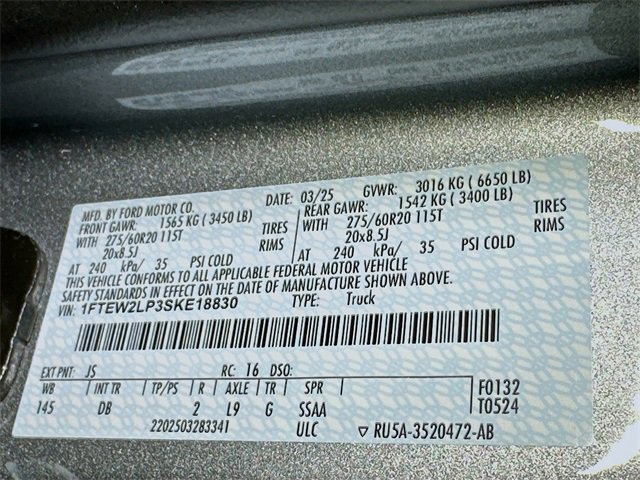 MFD. BY FORD MOTOR CO. DATE: 03/25 GVWR: 3016 KG ( 6650 LB)
FRONT GAWR: 1565 KG ( 3450 LB) REAR GAWR: 1542 KG ( 3400 LB)
WITH 275/60R20 115T TIRES WITH 275/60R20 115T TIRES
20x8.5J RIMS 20x8.5J RIMS
AT 240 kPa/ 35 PSI COLD AT 240 kPa/ 35 PSI COLD
THIS VEHICLE CONFORMS TO ALL APPLICABLE FEDERAL MOTOR VEHICLE
SAFETY STANDARDS IN EFFECT ON THE DATE OF MANUFACTURE SHOWN ABOVE.
VIN: 1FTEW2LP3SKE18830 TYPE: Truck
EXT PNT: JS RC: 16 DSO:
WB INT TR TP/PS R AXLE TR SPR F0132
145 DB 2 L9 G SSAA T0524
2202503283341 ULC ▽ RU5A-3520472-AB